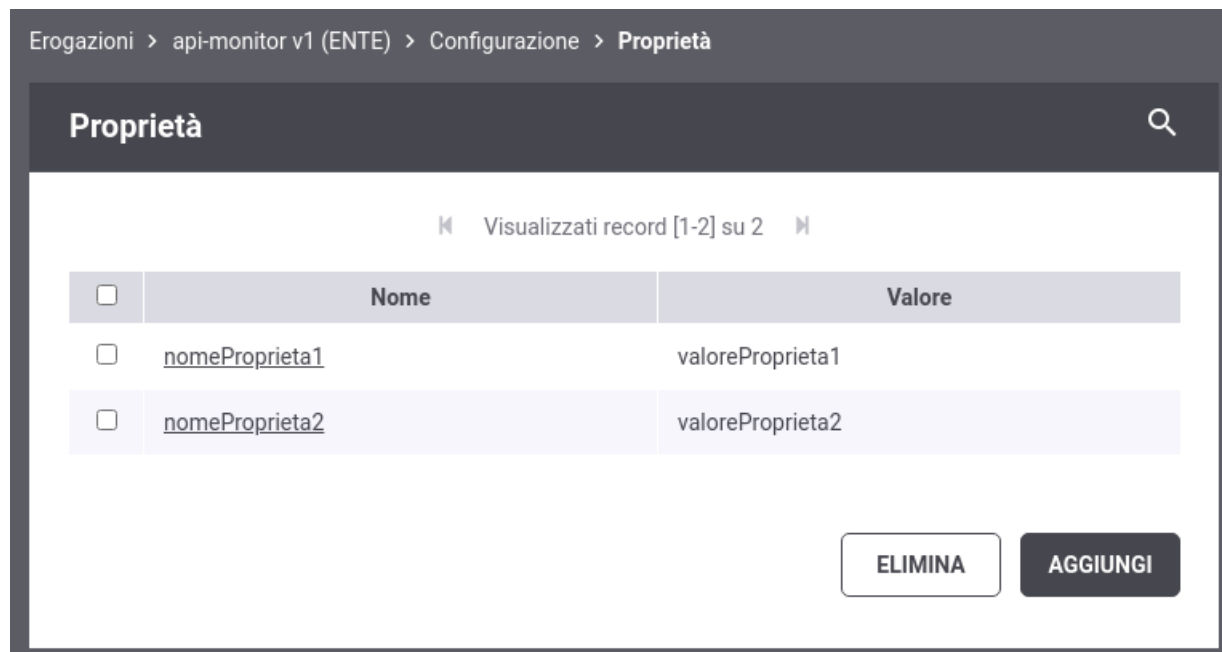 Erogazioni > api-monitor v1 (ENTE) > Configurazione > Proprietà
Proprietà
Visualizzati record [1-2] su 2
Nome Valore
nomeProprieta1 valoreProprieta1
nomeProprieta2 valoreProprieta2
ELIMINA AGGIUNGI